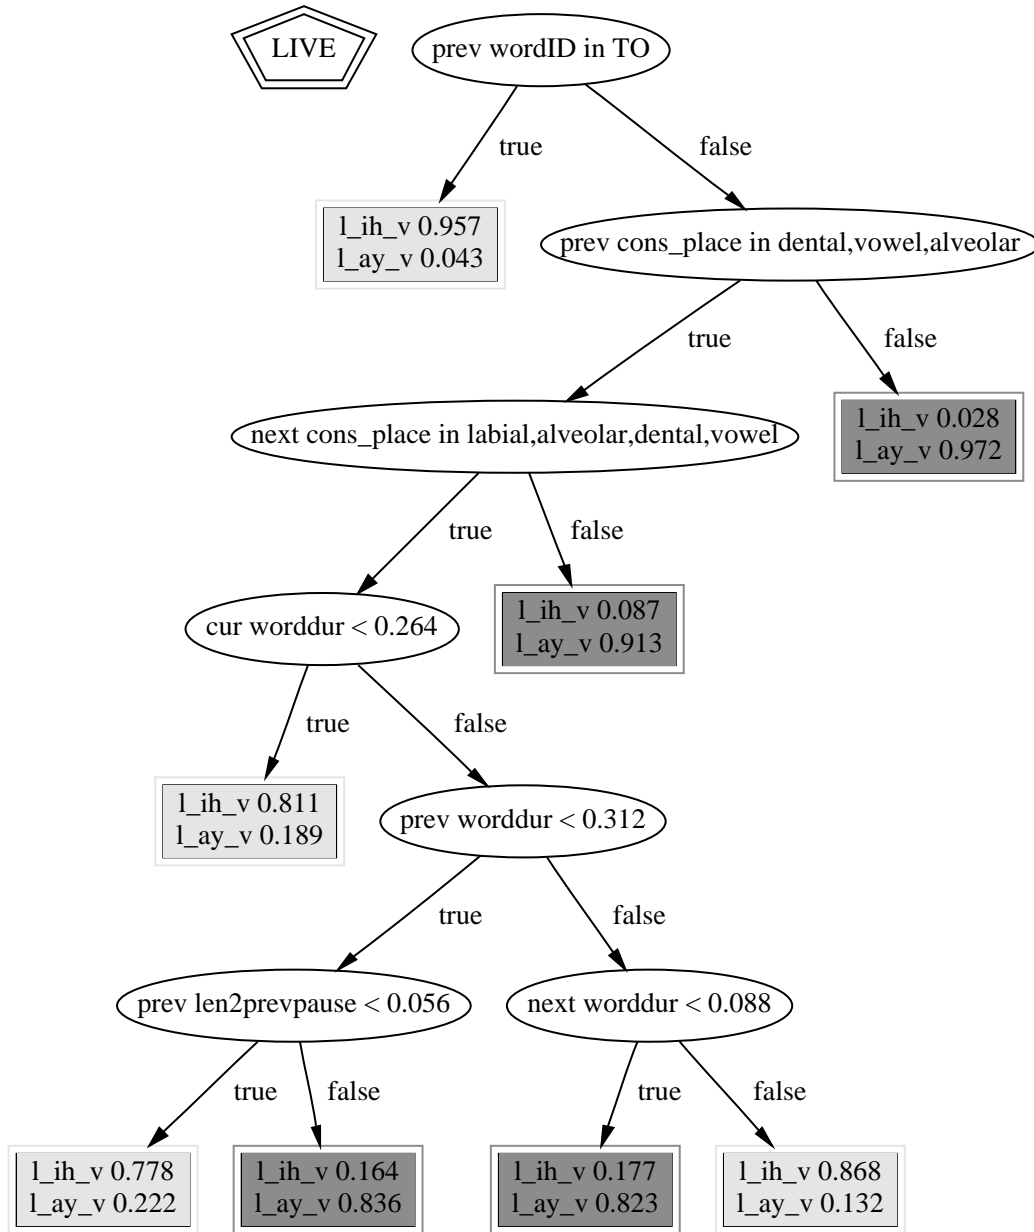 LIVE
prev wordID in TO
true
false
l_ih_v 0.957
l_ay_v 0.043
prev cons_place in dental,vowel,alveolar
true
false
next cons_place in labial,alveolar,dental,vowel
l_ih_v 0.028
l_ay_v 0.972
true
false
cur worddur < 0.264
l_ih_v 0.087
l_ay_v 0.913
true
false
l_ih_v 0.811
l_ay_v 0.189
prev worddur < 0.312
true
false
prev len2prevpause < 0.056
next worddur < 0.088
true
false
true
false
l_ih_v 0.778
l_ay_v 0.222
l_ih_v 0.164
l_ay_v 0.836
l_ih_v 0.177
l_ay_v 0.823
l_ih_v 0.868
l_ay_v 0.132